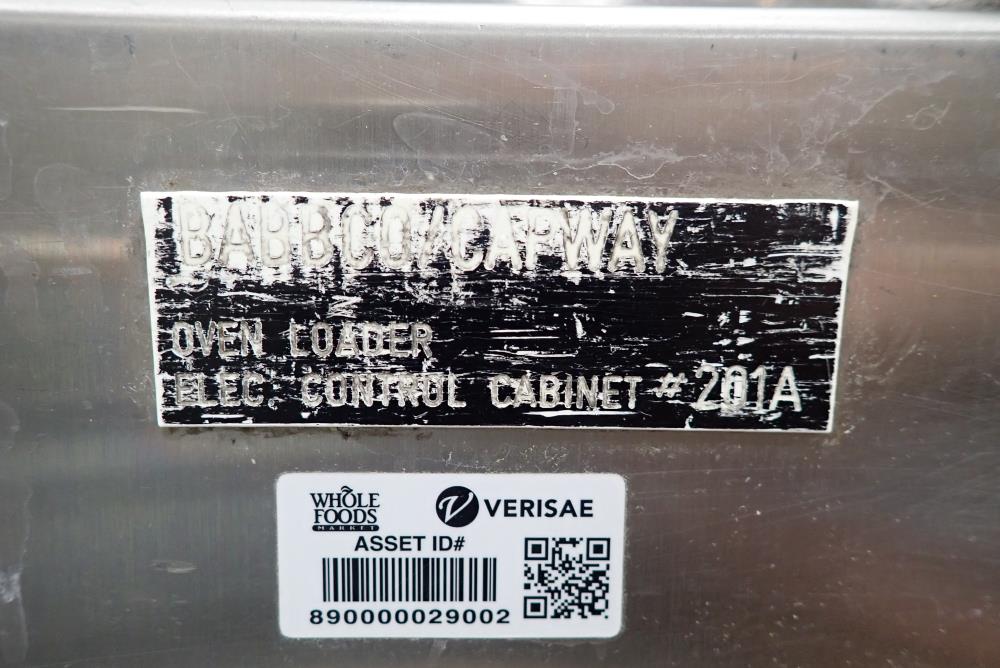 BABBCO/CAPWAY
OVEN LOADER
ELEC. CONTROL CABINET #201A
WHOLE
FOODS
MARKET
VERISAE
ASSET ID#
890000029002